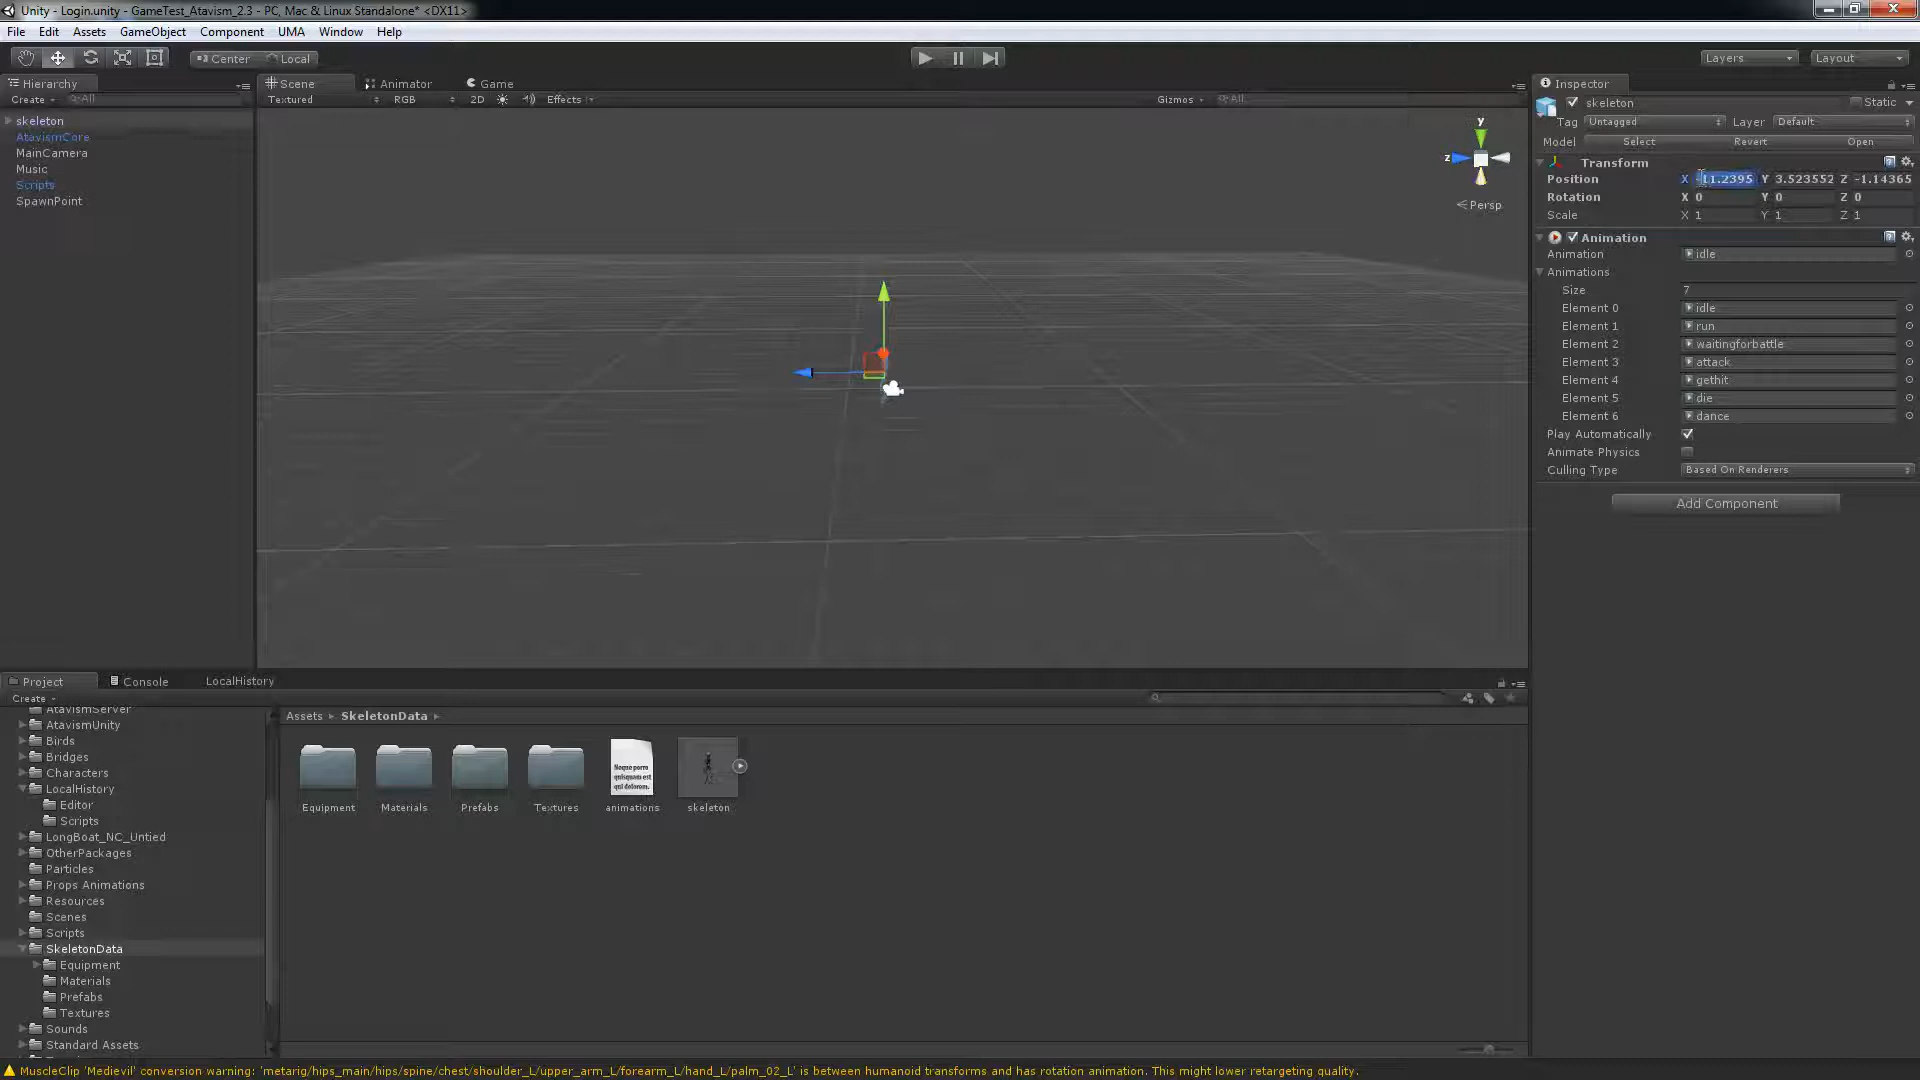 Unity - Login.unity - GameTest_Atavism_2.3 - PC, Mac & Linux Standalone* <DX11>
File Edit Assets GameObject Component UMA Window Help
Center Local Layers Layout
Hierarchy
Create All
skeleton
AtavismCore
MainCamera
Music
Scripts
SpawnPoint
Scene Animator Game
Textured RGB 2D Effects Gizmos All
y
z
Persp
Inspector
skeleton Static
Tag Untagged Layer Default
Model Select Revert Open
Transform
Position X -11.2395 Y 3.523552 Z -1.14365
Rotation X 0 Y 0 Z 0
Scale X 1 Y 1 Z 1
Animation
Animation idle
Animations
Size 7
Element 0 idle
Element 1 run
Element 2 waitingforbattle
Element 3 attack
Element 4 gethit
Element 5 die
Element 6 dance
Play Automatically
Animate Physics
Culling Type Based On Renderers
Add Component
Project Console LocalHistory
Create
AtavismServer
AtavismUnity
Birds
Bridges
Characters
LocalHistory
Editor
Scripts
LongBoat_NC_Untied
OtherPackages
Particles
Props Animations
Resources
Scenes
Scripts
SkeletonData
Equipment
Materials
Prefabs
Textures
Sounds
Standard Assets
Assets SkeletonData
Neque porro
quisquam est
qui dolorem.
Equipment Materials Prefabs Textures animations skeleton
MuscleClip 'Medievil' conversion warning: 'metarig/hips_main/hips/spine/chest/shoulder_L/upper_arm_L/forearm_L/hand_L/palm_02_L' is between humanoid transforms and has rotation animation. This might lower retargeting quality.